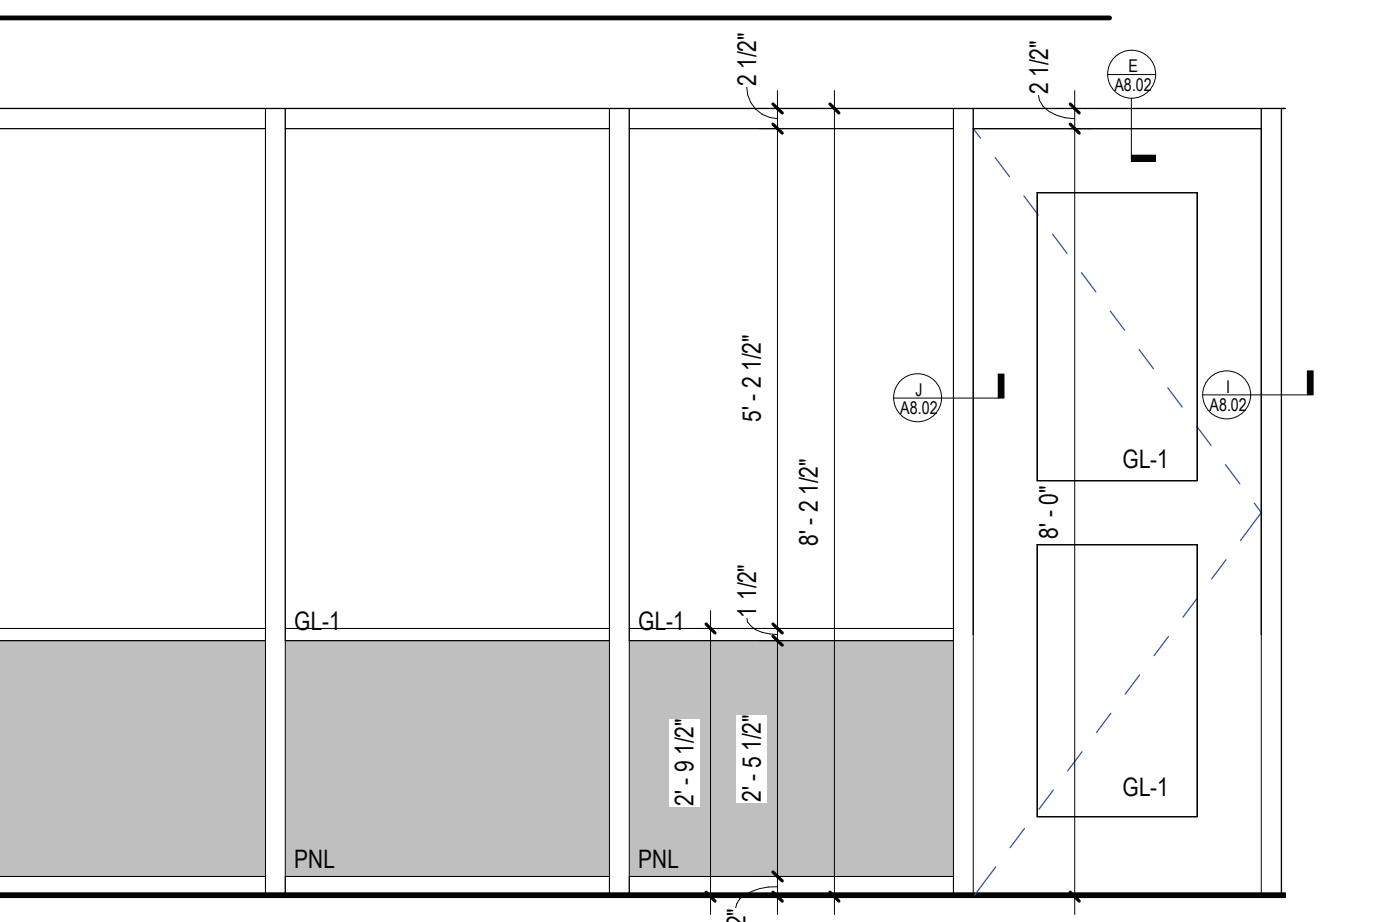 2 1/2"
2 1/2"
E
A8.02
5' - 2 1/2"
J
A8.02
I
A8.02
GL-1
8' - 2 1/2"
8' - 0"
1 1/2"
GL-1
GL-1
2' - 9 1/2"
2' - 5 1/2"
GL-1
PNL
PNL